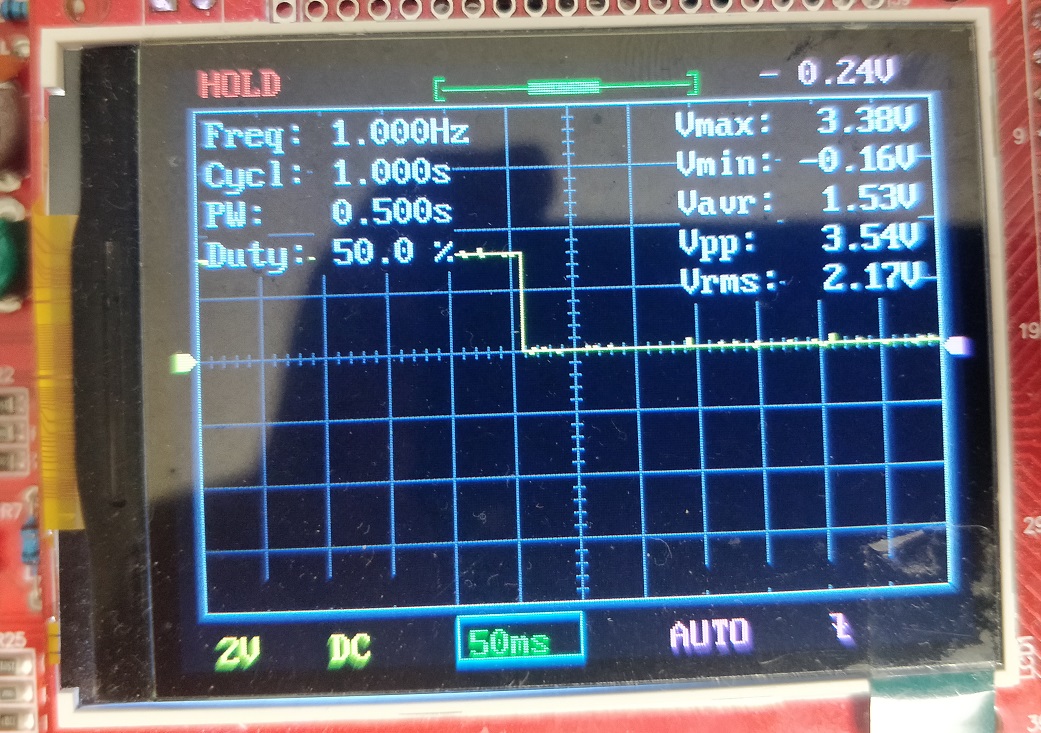 HOLD
- 0.24V
Freq: 1.000Hz
Cycl: 1.000s
PW: 0.500s
Duty: 50.0 %
Vmax: 3.38V
Vmin: -0.16V
Vavr: 1.53V
Vpp: 3.54V
Vrms: 2.17V
2V
DC
50ms
AUTO
9
19
R7
R25